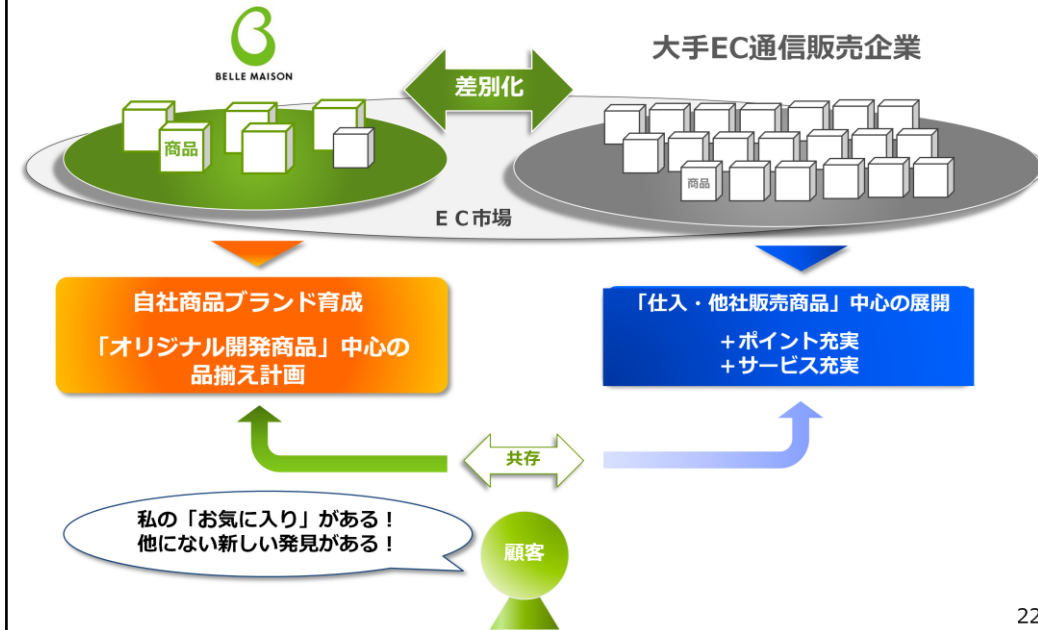 BELLE MAISON
大手EC通信販売企業
差別化
商品
商品
ＥＣ市場
自社商品ブランド育成
「オリジナル開発商品」中心の
品揃え計画
「仕入・他社販売商品」中心の展開
＋ポイント充実
＋サービス充実
共存
私の「お気に入り」がある！
他にない新しい発見がある！
顧客
22